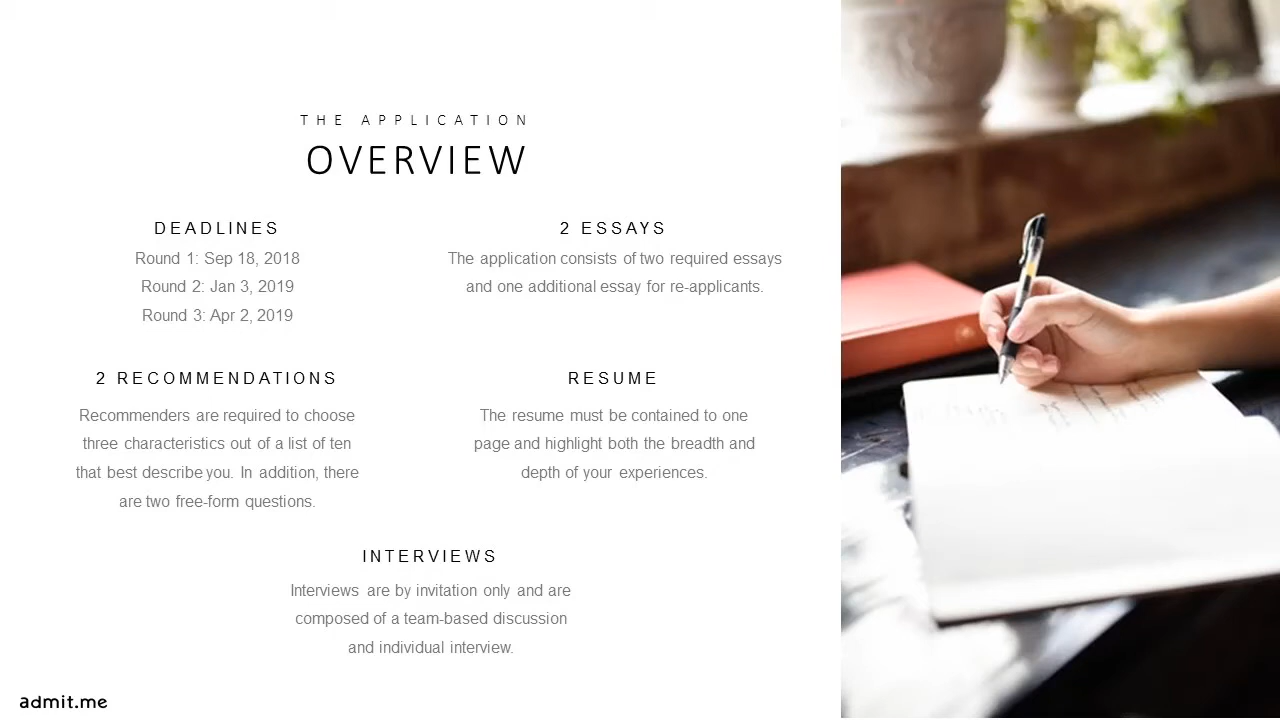 THE APPLICATION
OVERVIEW
DEADLINES
Round 1: Sep 18, 2018
Round 2: Jan 3, 2019
Round 3: Apr 2, 2019
2 ESSAYS
The application consists of two required essays
and one additional essay for re-applicants.
2 RECOMMENDATIONS
Recommenders are required to choose
three characteristics out of a list of ten
that best describe you. In addition, there
are two free-form questions.
RESUME
The resume must be contained to one
page and highlight both the breadth and
depth of your experiences.
INTERVIEWS
Interviews are by invitation only and are
composed of a team-based discussion
and individual interview.
admit.me